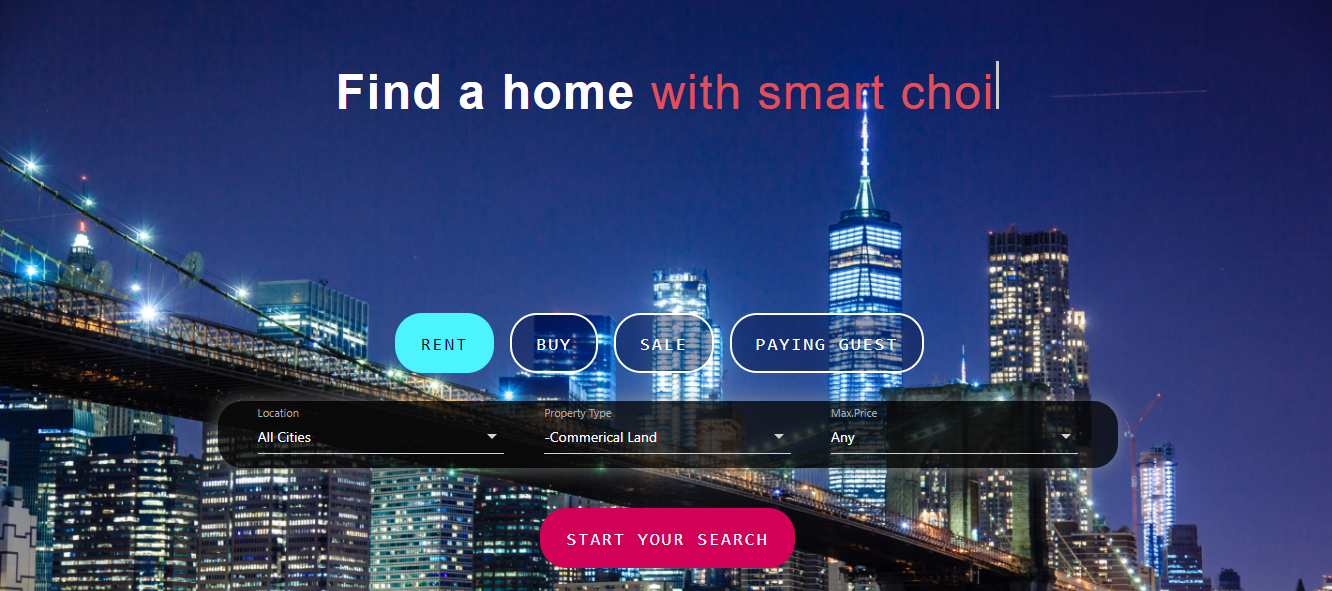 Find a home with smart choi
RENT BUY SALE PAYING GUEST
Location Property Type Max.Price
All Cities -Commerical Land Any
START YOUR SEARCH